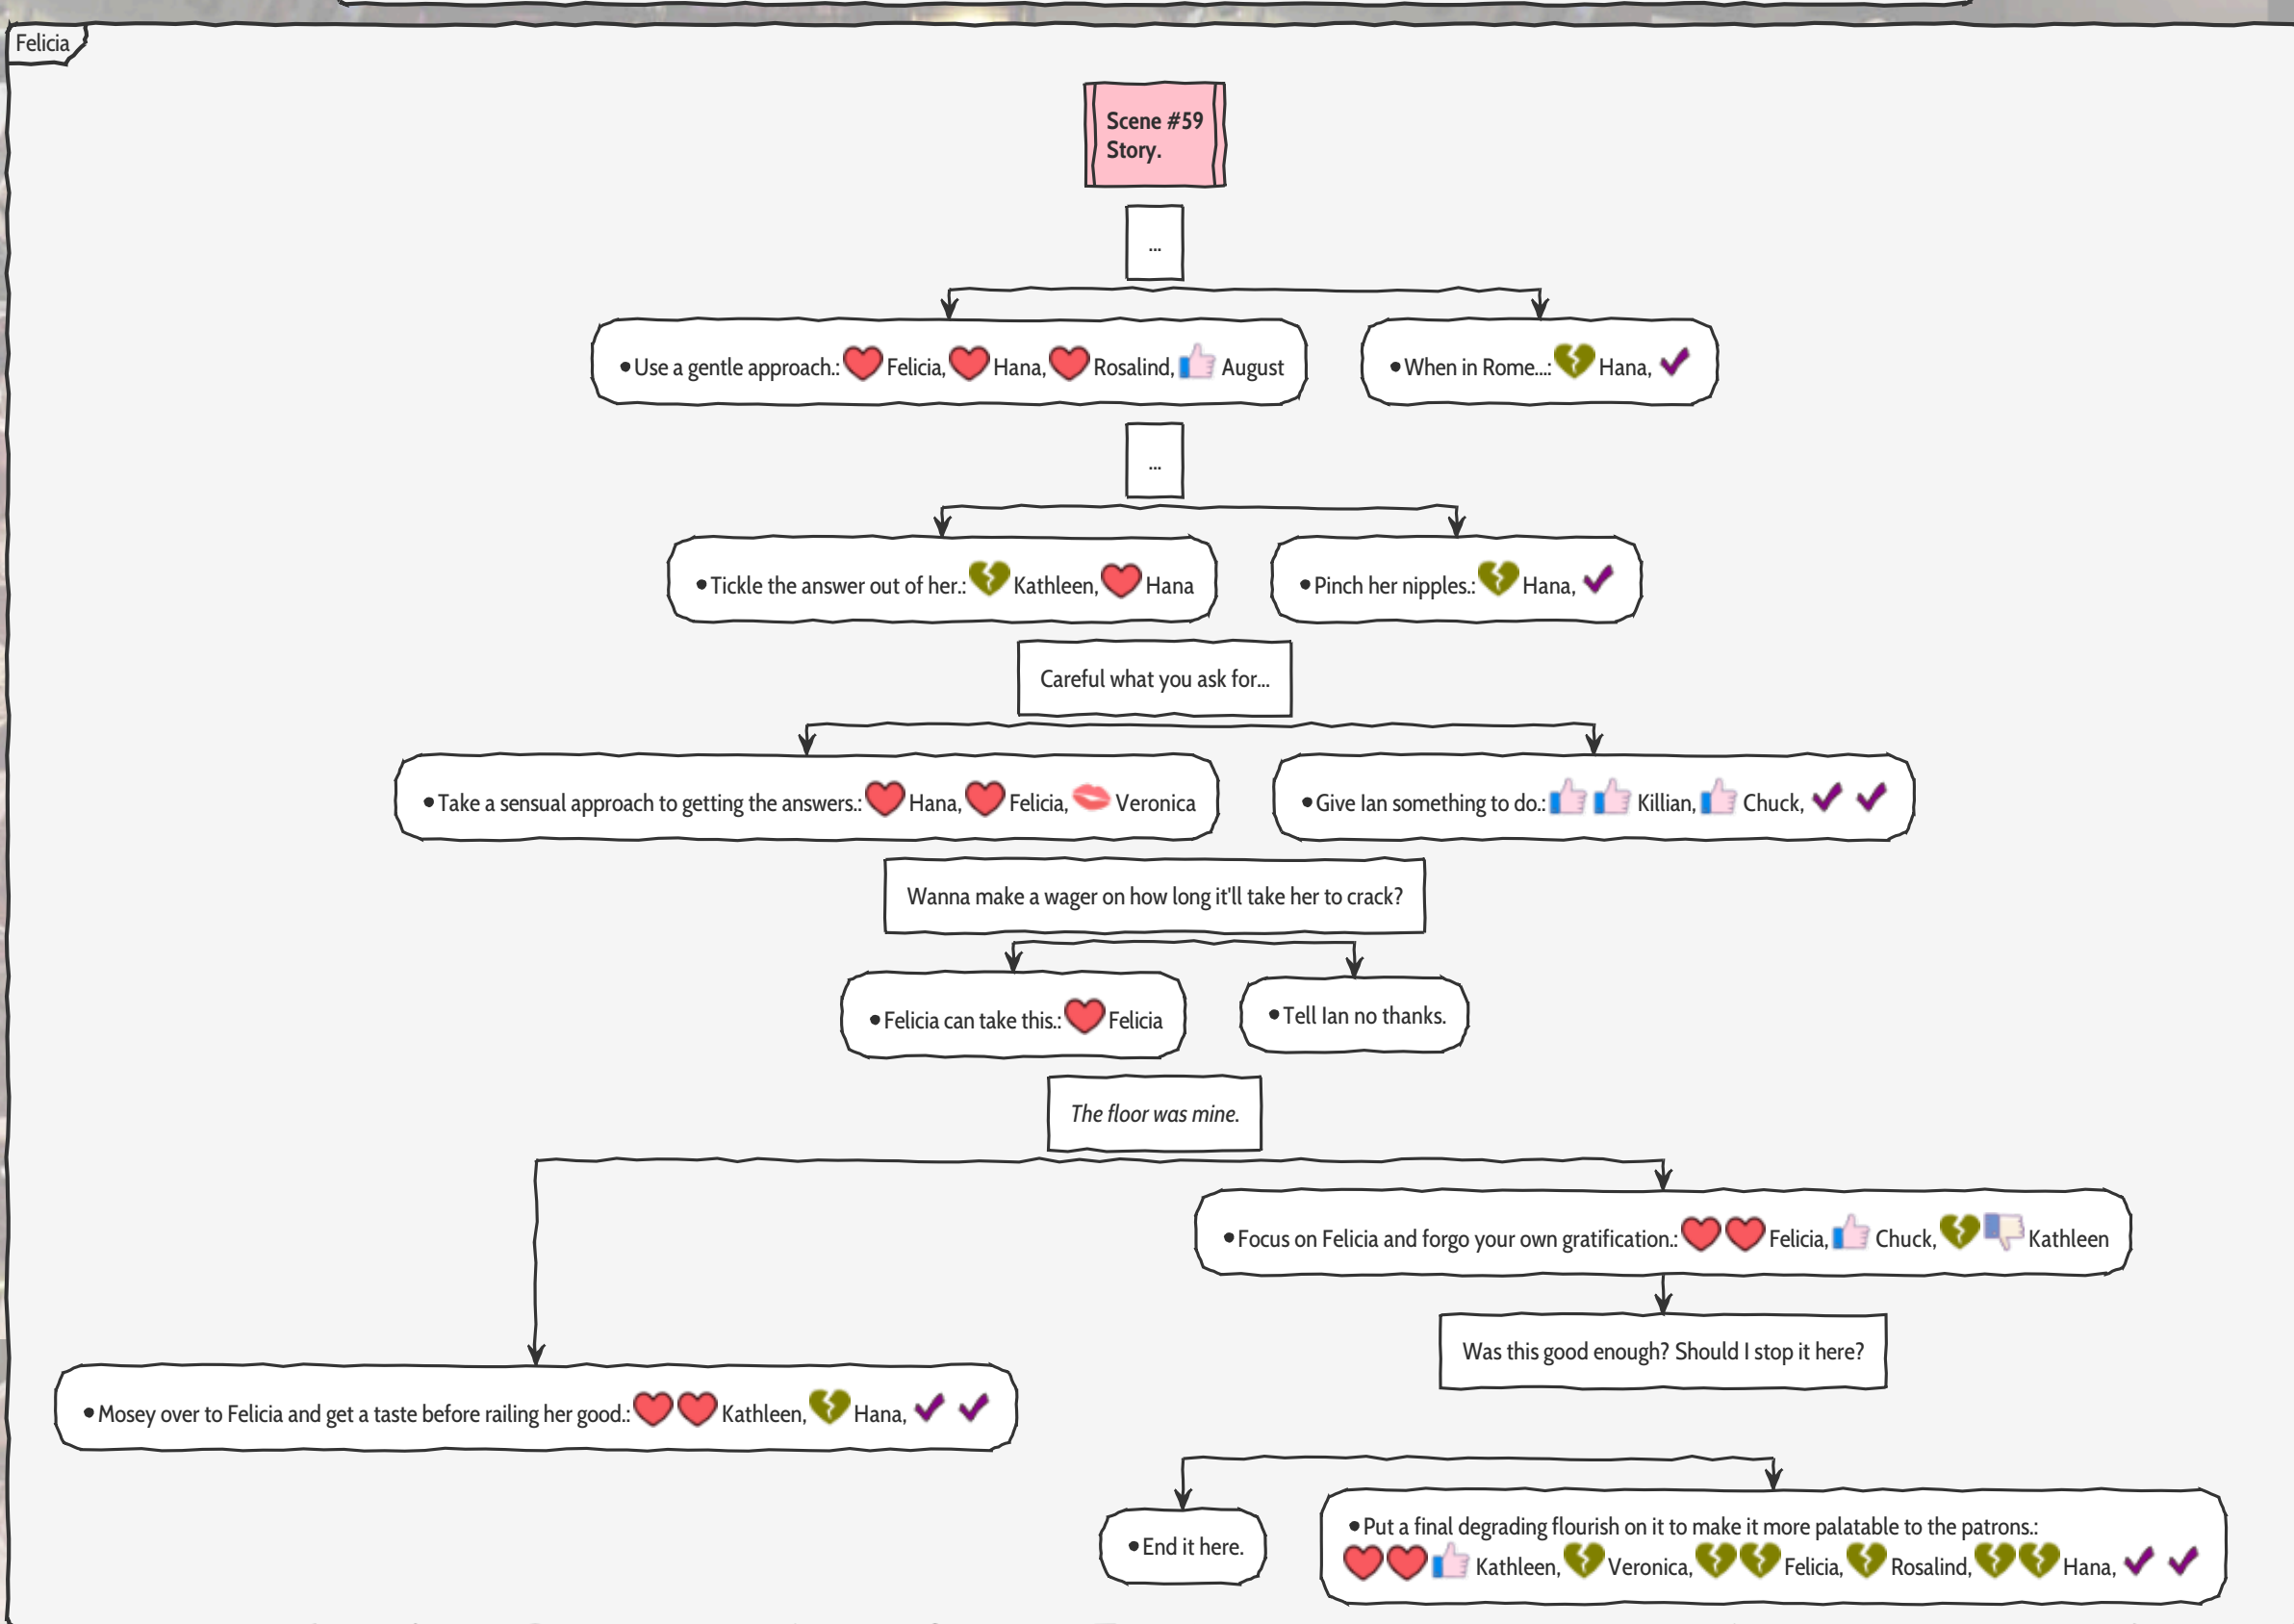 Felicia
Scene #59
Story.
...
•Use a gentle approach.: Felicia, Hana, Rosalind, August
•When in Rome...: Hana,
...
•Tickle the answer out of her.: Kathleen, Hana
•Pinch her nipples.: Hana,
Careful what you ask for...
•Take a sensual approach to getting the answers.: Hana, Felicia, Veronica
•Give Ian something to do.: Killian, Chuck,
Wanna make a wager on how long it'll take her to crack?
•Felicia can take this.: Felicia
•Tell Ian no thanks.
The floor was mine.
•Focus on Felicia and forgo your own gratification.: Felicia, Chuck, Kathleen
Was this good enough? Should I stop it here?
•Mosey over to Felicia and get a taste before railing her good.: Kathleen, Hana,
•End it here.
•Put a final degrading flourish on it to make it more palatable to the patrons.:
Kathleen, Veronica, Felicia, Rosalind, Hana,